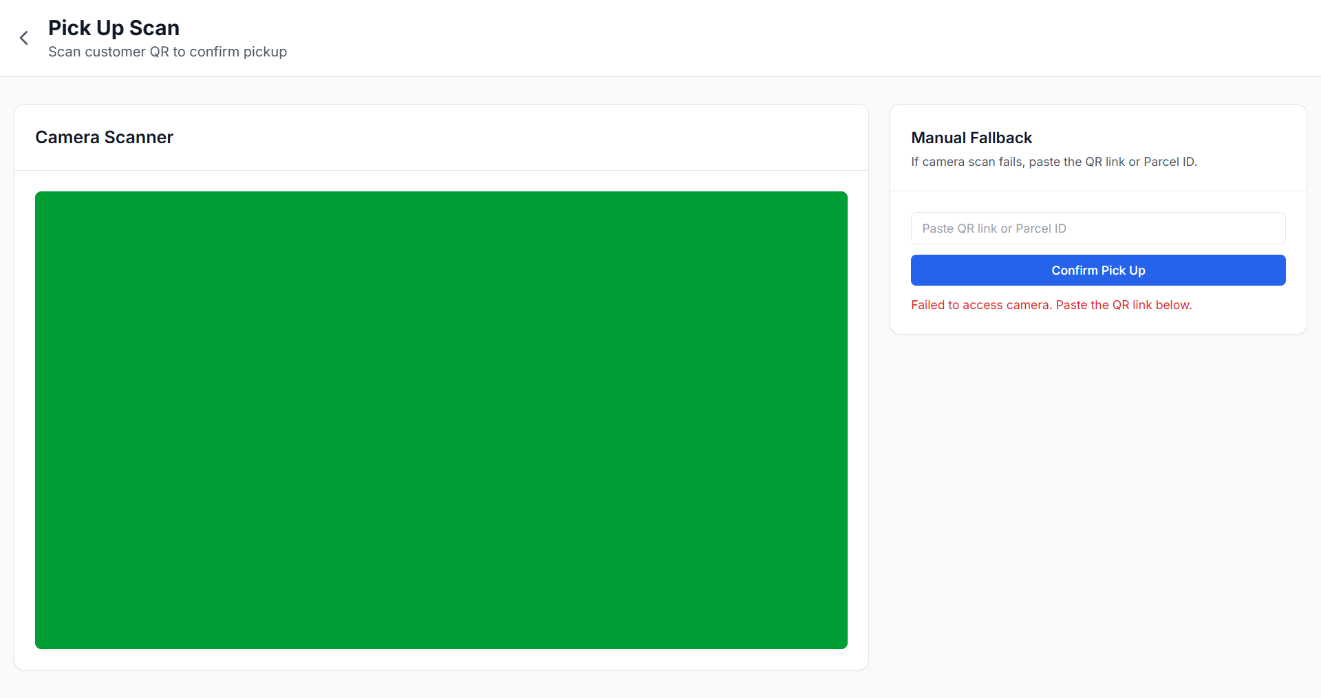 Pick Up Scan
Scan customer QR to confirm pickup
Camera Scanner
Manual Fallback
If camera scan fails, paste the QR link or Parcel ID.
Paste QR link or Parcel ID
Confirm Pick Up
Failed to access camera. Paste the QR link below.